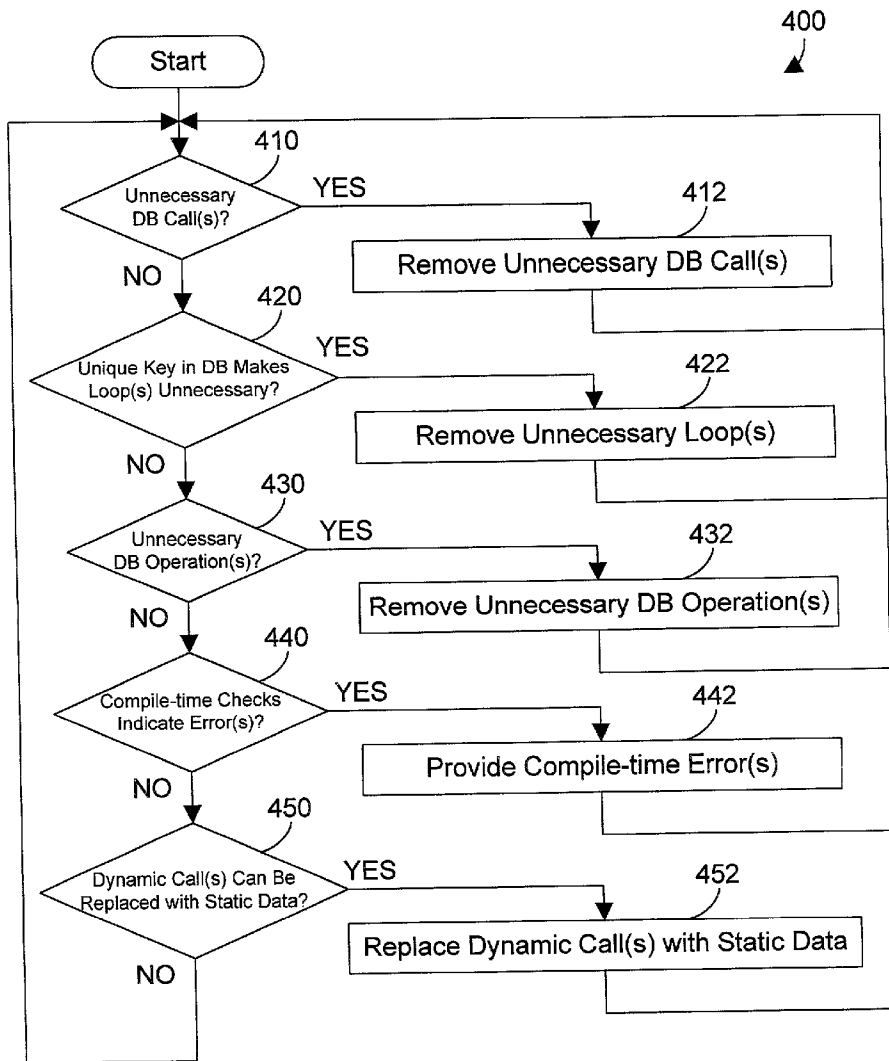 400
Start
410
Unnecessary
DB Call(s)?
YES
412
Remove Unnecessary DB Call(s)
NO
420
Unique Key in DB Makes
Loop(s) Unnecessary?
YES
422
Remove Unnecessary Loop(s)
NO
430
Unnecessary
DB Operation(s)?
YES
432
Remove Unnecessary DB Operation(s)
NO
440
Compile-time Checks
Indicate Error(s)?
YES
442
Provide Compile-time Error(s)
NO
450
Dynamic Call(s) Can Be
Replaced with Static Data?
YES
452
Replace Dynamic Call(s) with Static Data
NO